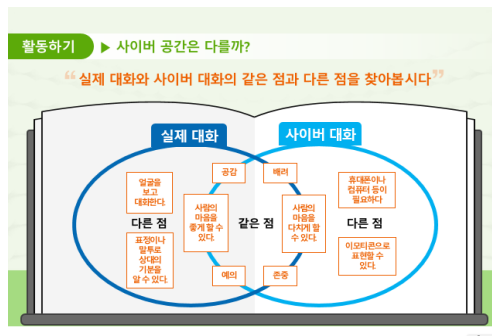 활동하기 ▶ 사이버 공간은 다를까?
“실제 대화와 사이버 대화의 같은 점과 다른 점을 찾아봅시다”
실제 대화
사이버 대화
얼굴을
보고
대화한다.
다른 점
표정이나
말투로
상대의
기분을
알 수 있다.
공감
배려
사람의
마음을
좋게 할 수
있다.
같은 점
사람의
마음을
다치게 할
수 있다.
예의
존중
휴대폰이나
컴퓨터 등이
필요하다
다른 점
이모티콘으로
표현할 수
있다.